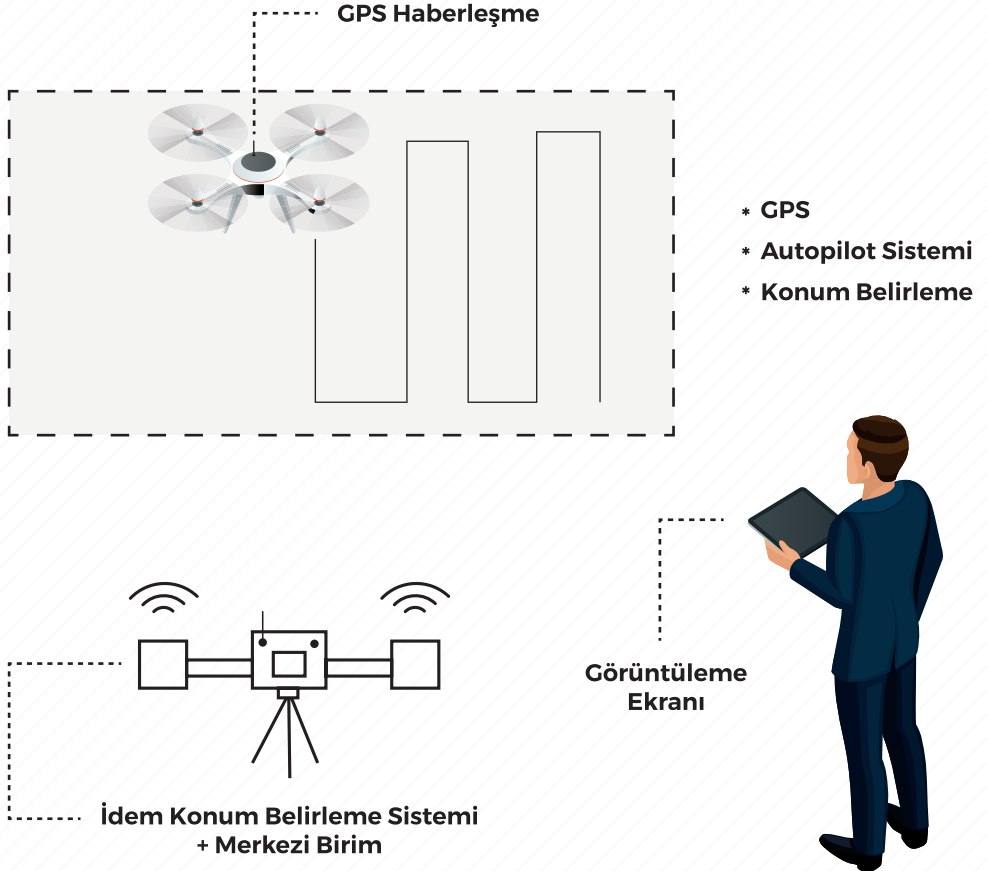 GPS Haberleşme
* GPS
* Autopilot Sistemi
* Konum Belirleme
Görüntüleme
Ekranı
İdem Konum Belirleme Sistemi
+ Merkezi Birim